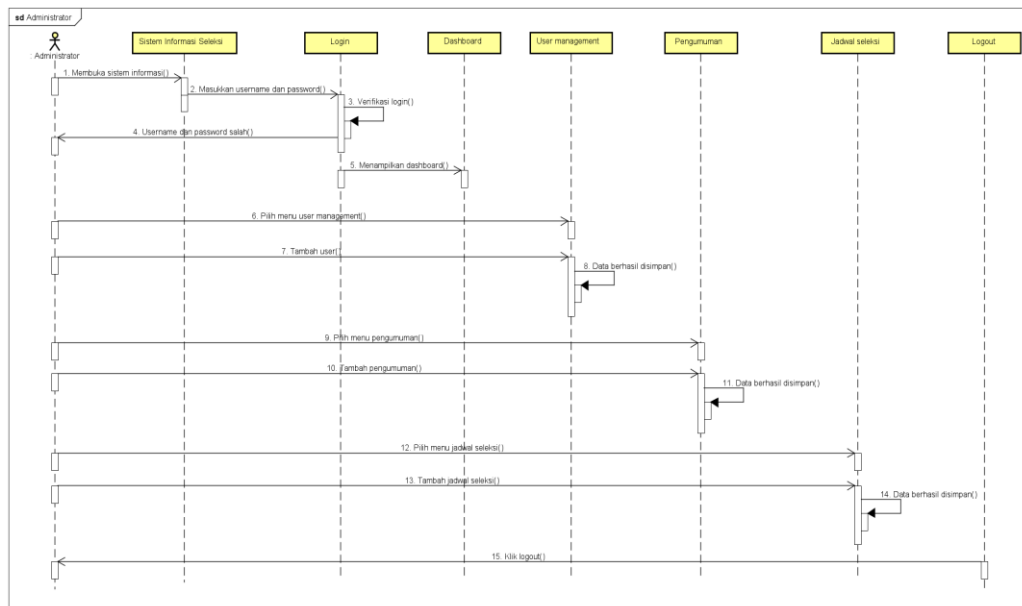 sd Administrator
: Administrator
Sistem Informasi Seleksi
Login
Dashboard
User management
Pengumuman
Jadwal seleksi
Logout
1. Membuka sistem informasi()
2. Masukkan username dan password()
3. Verifikasi login()
4. Username dan password salah()
5. Menampilkan dashboard()
6. Pilih menu user management()
7. Tambah user()
8. Data berhasil disimpan()
9. Pilih menu pengumuman()
10. Tambah pengumuman()
11. Data berhasil disimpan()
12. Pilih menu jadwal seleksi()
13. Tambah jadwal seleksi()
14. Data berhasil disimpan()
15. Klik logout()